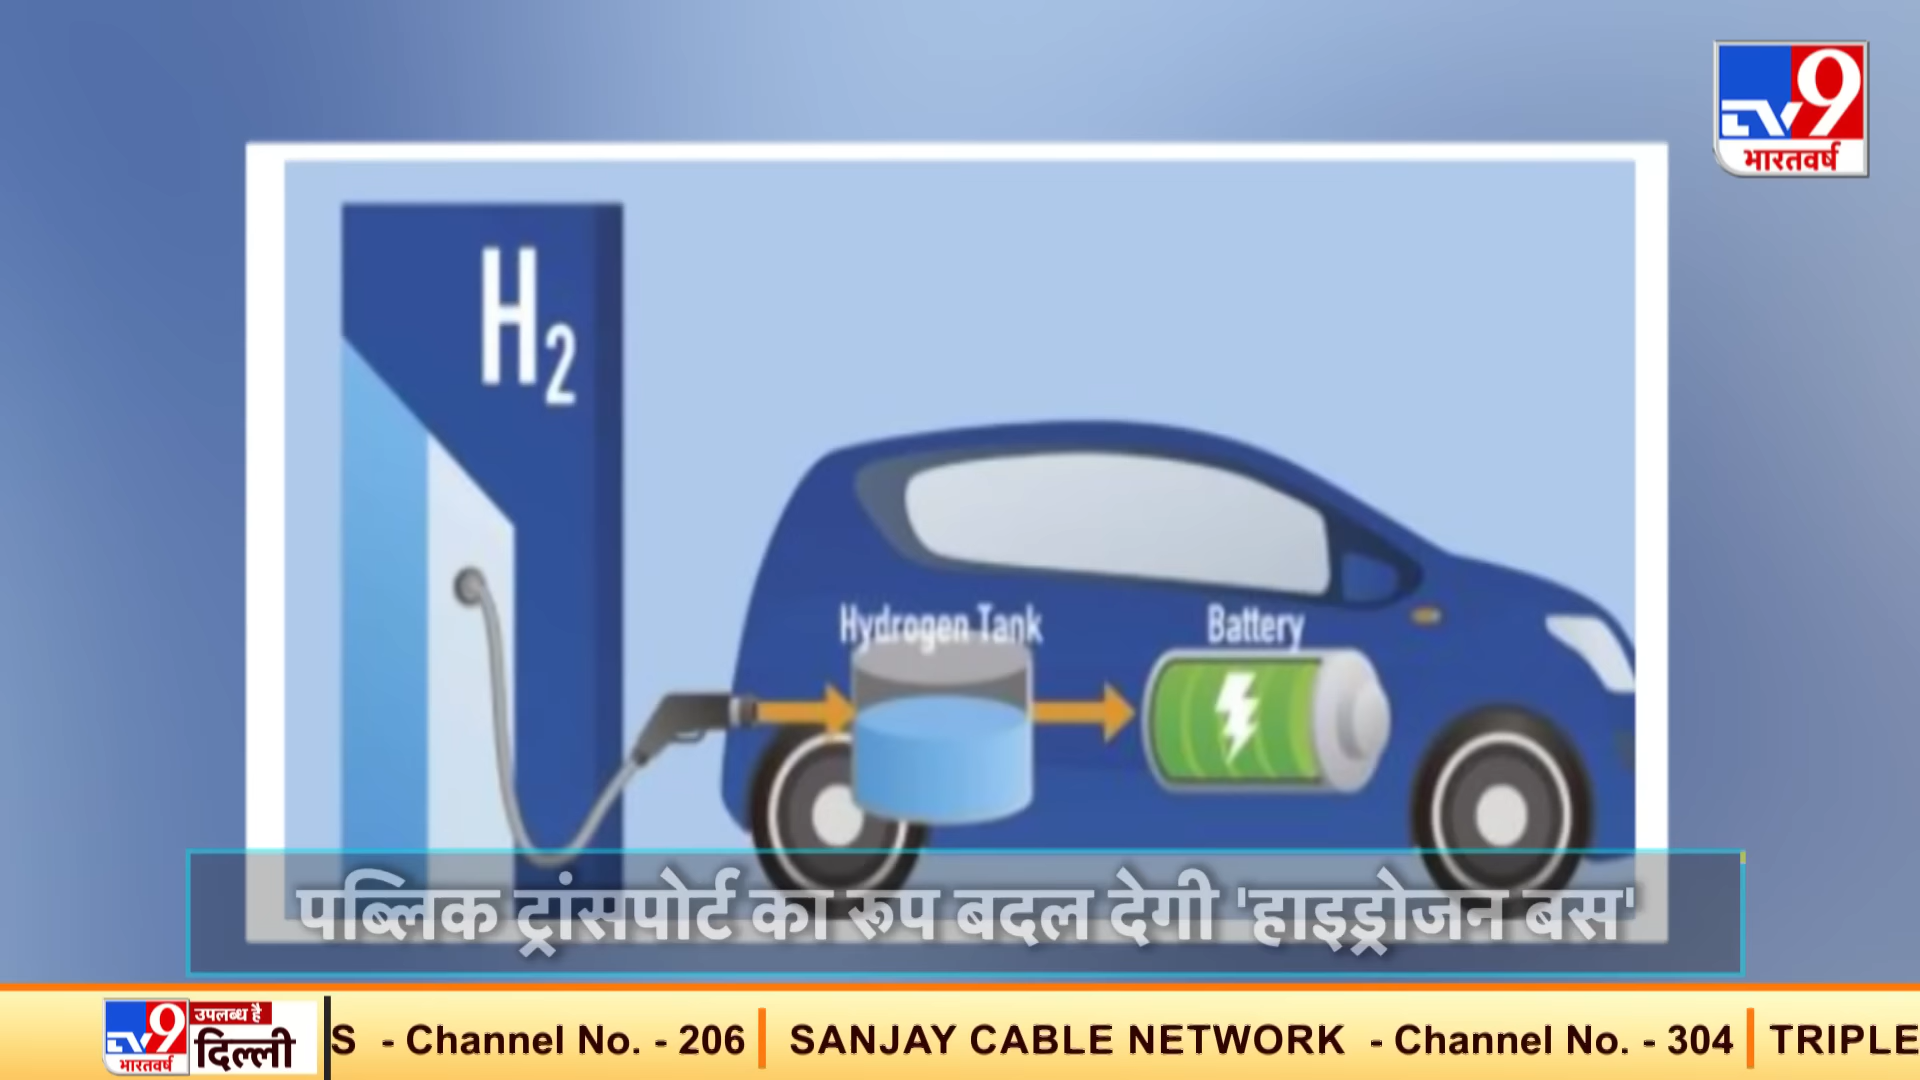 TV9
भारतवर्ष
H2
Hydrogen Tank
Battery
पब्लिक ट्रांसपोर्ट का रूप बदल देगी 'हाइड्रोजन बस'
TV9
भारतवर्ष
उपलब्ध है
दिल्ली
S - Channel No. - 206
SANJAY CABLE NETWORK - Channel No. - 304
TRIPLE